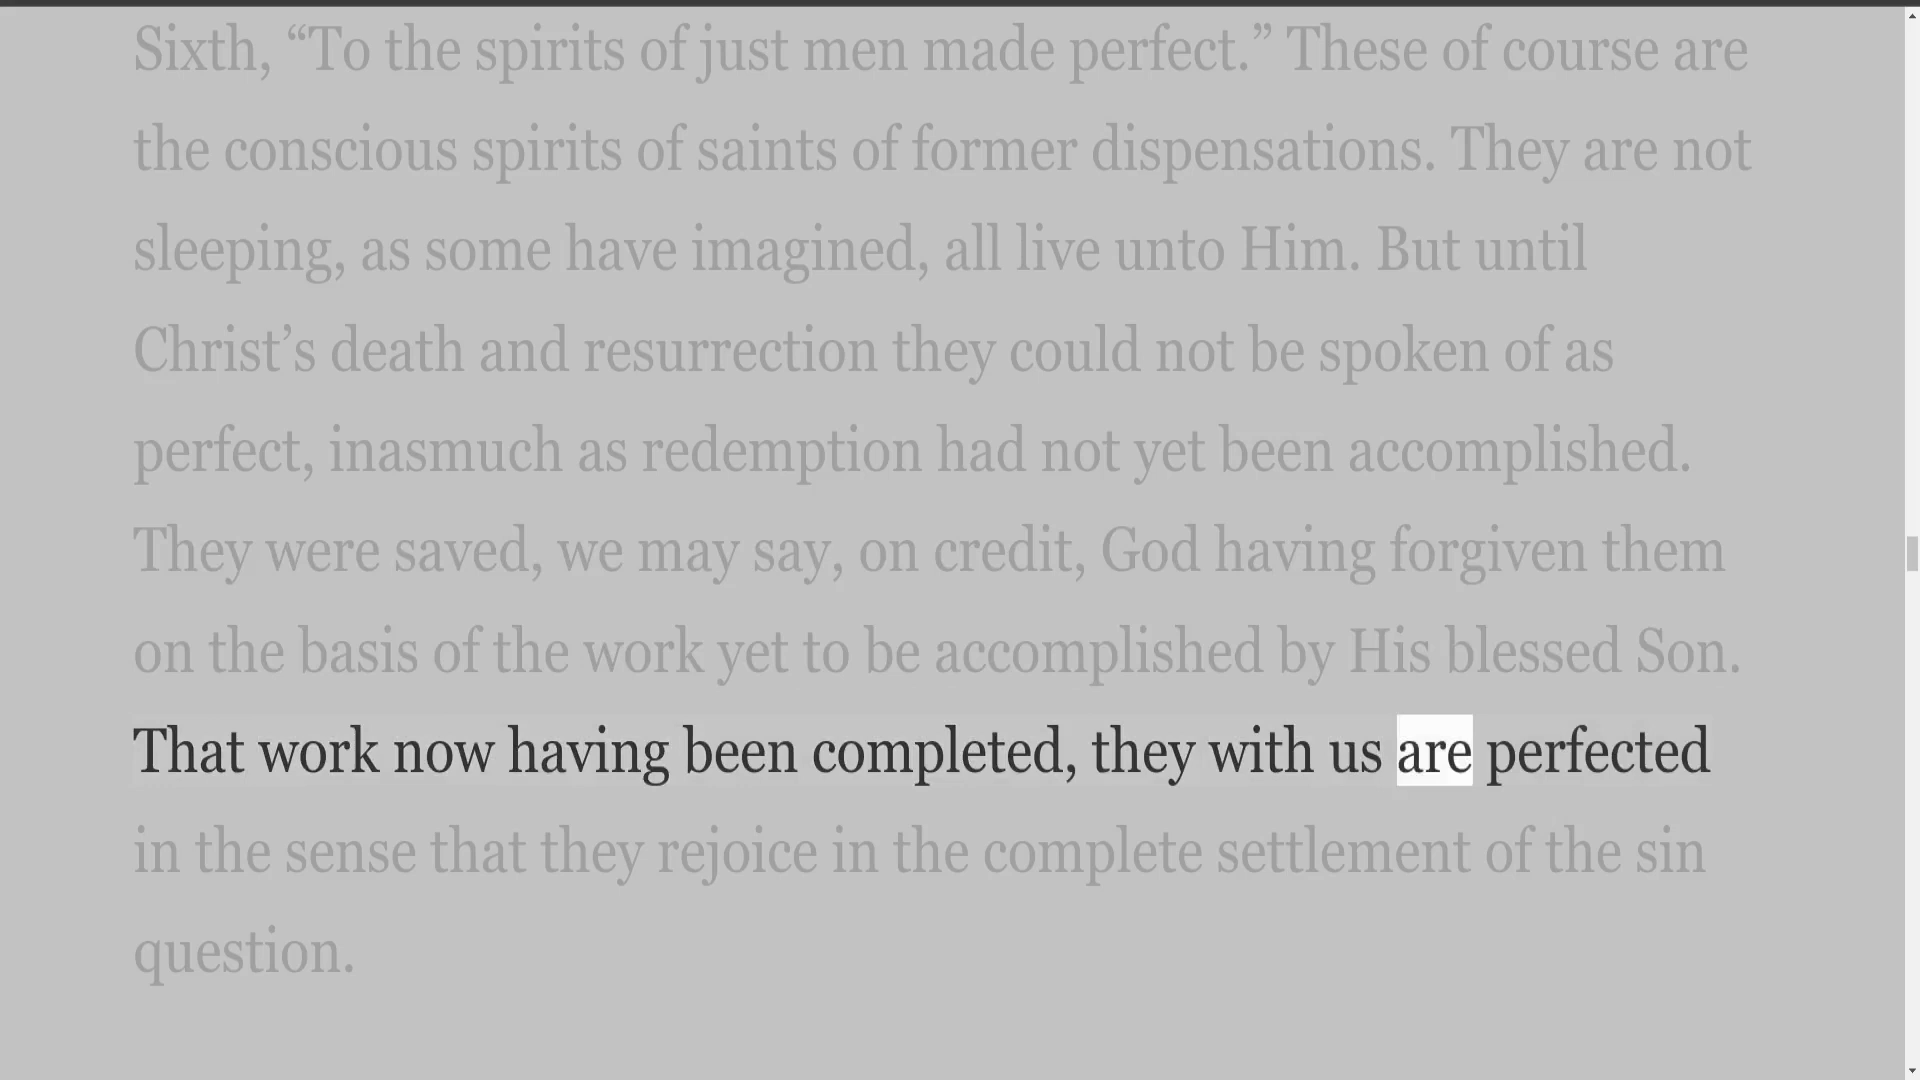 Sixth, “To the spirits of just men made perfect.” These of course are
the conscious spirits of saints of former dispensations. They are not
sleeping, as some have imagined, all live unto Him. But until
Christ’s death and resurrection they could not be spoken of as
perfect, inasmuch as redemption had not yet been accomplished.
They were saved, we may say, on credit, God having forgiven them
on the basis of the work yet to be accomplished by His blessed Son.
That work now having been completed, they with us are perfected
in the sense that they rejoice in the complete settlement of the sin
question.